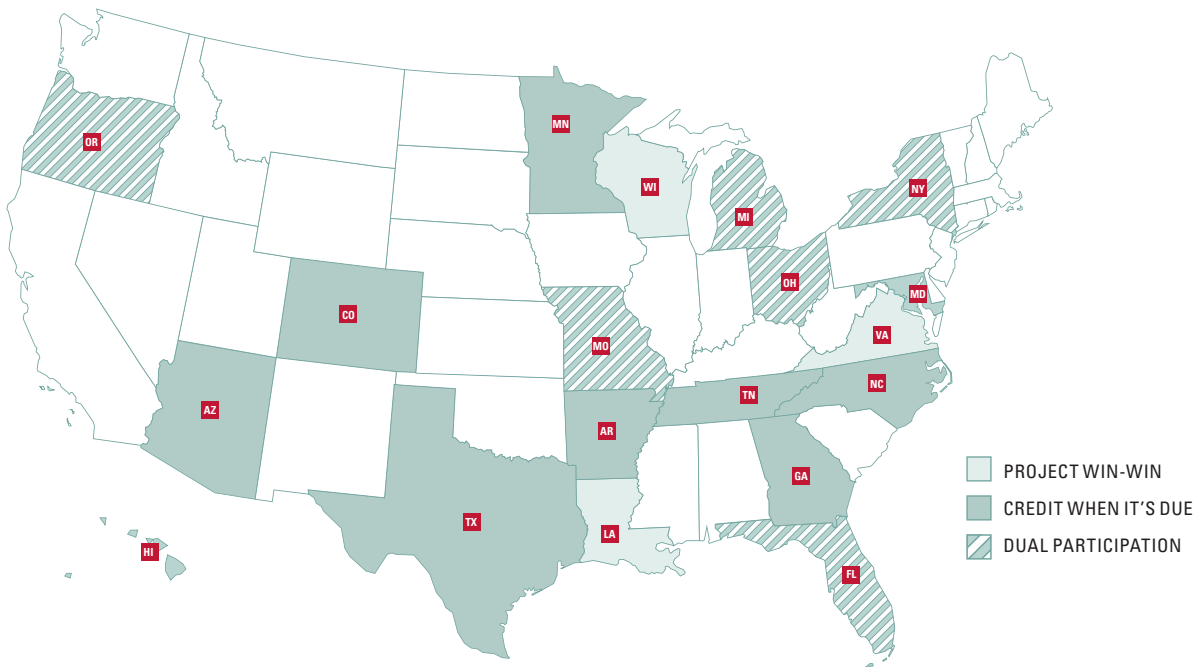 MN
OR
WI
NY
MI
OH
MD
CO
VA
MO
NC
TN
AZ
AR
GA
PROJECT WIN-WIN
CREDIT WHEN IT'S DUE
TX
LA
DUAL PARTICIPATION
HI
FL